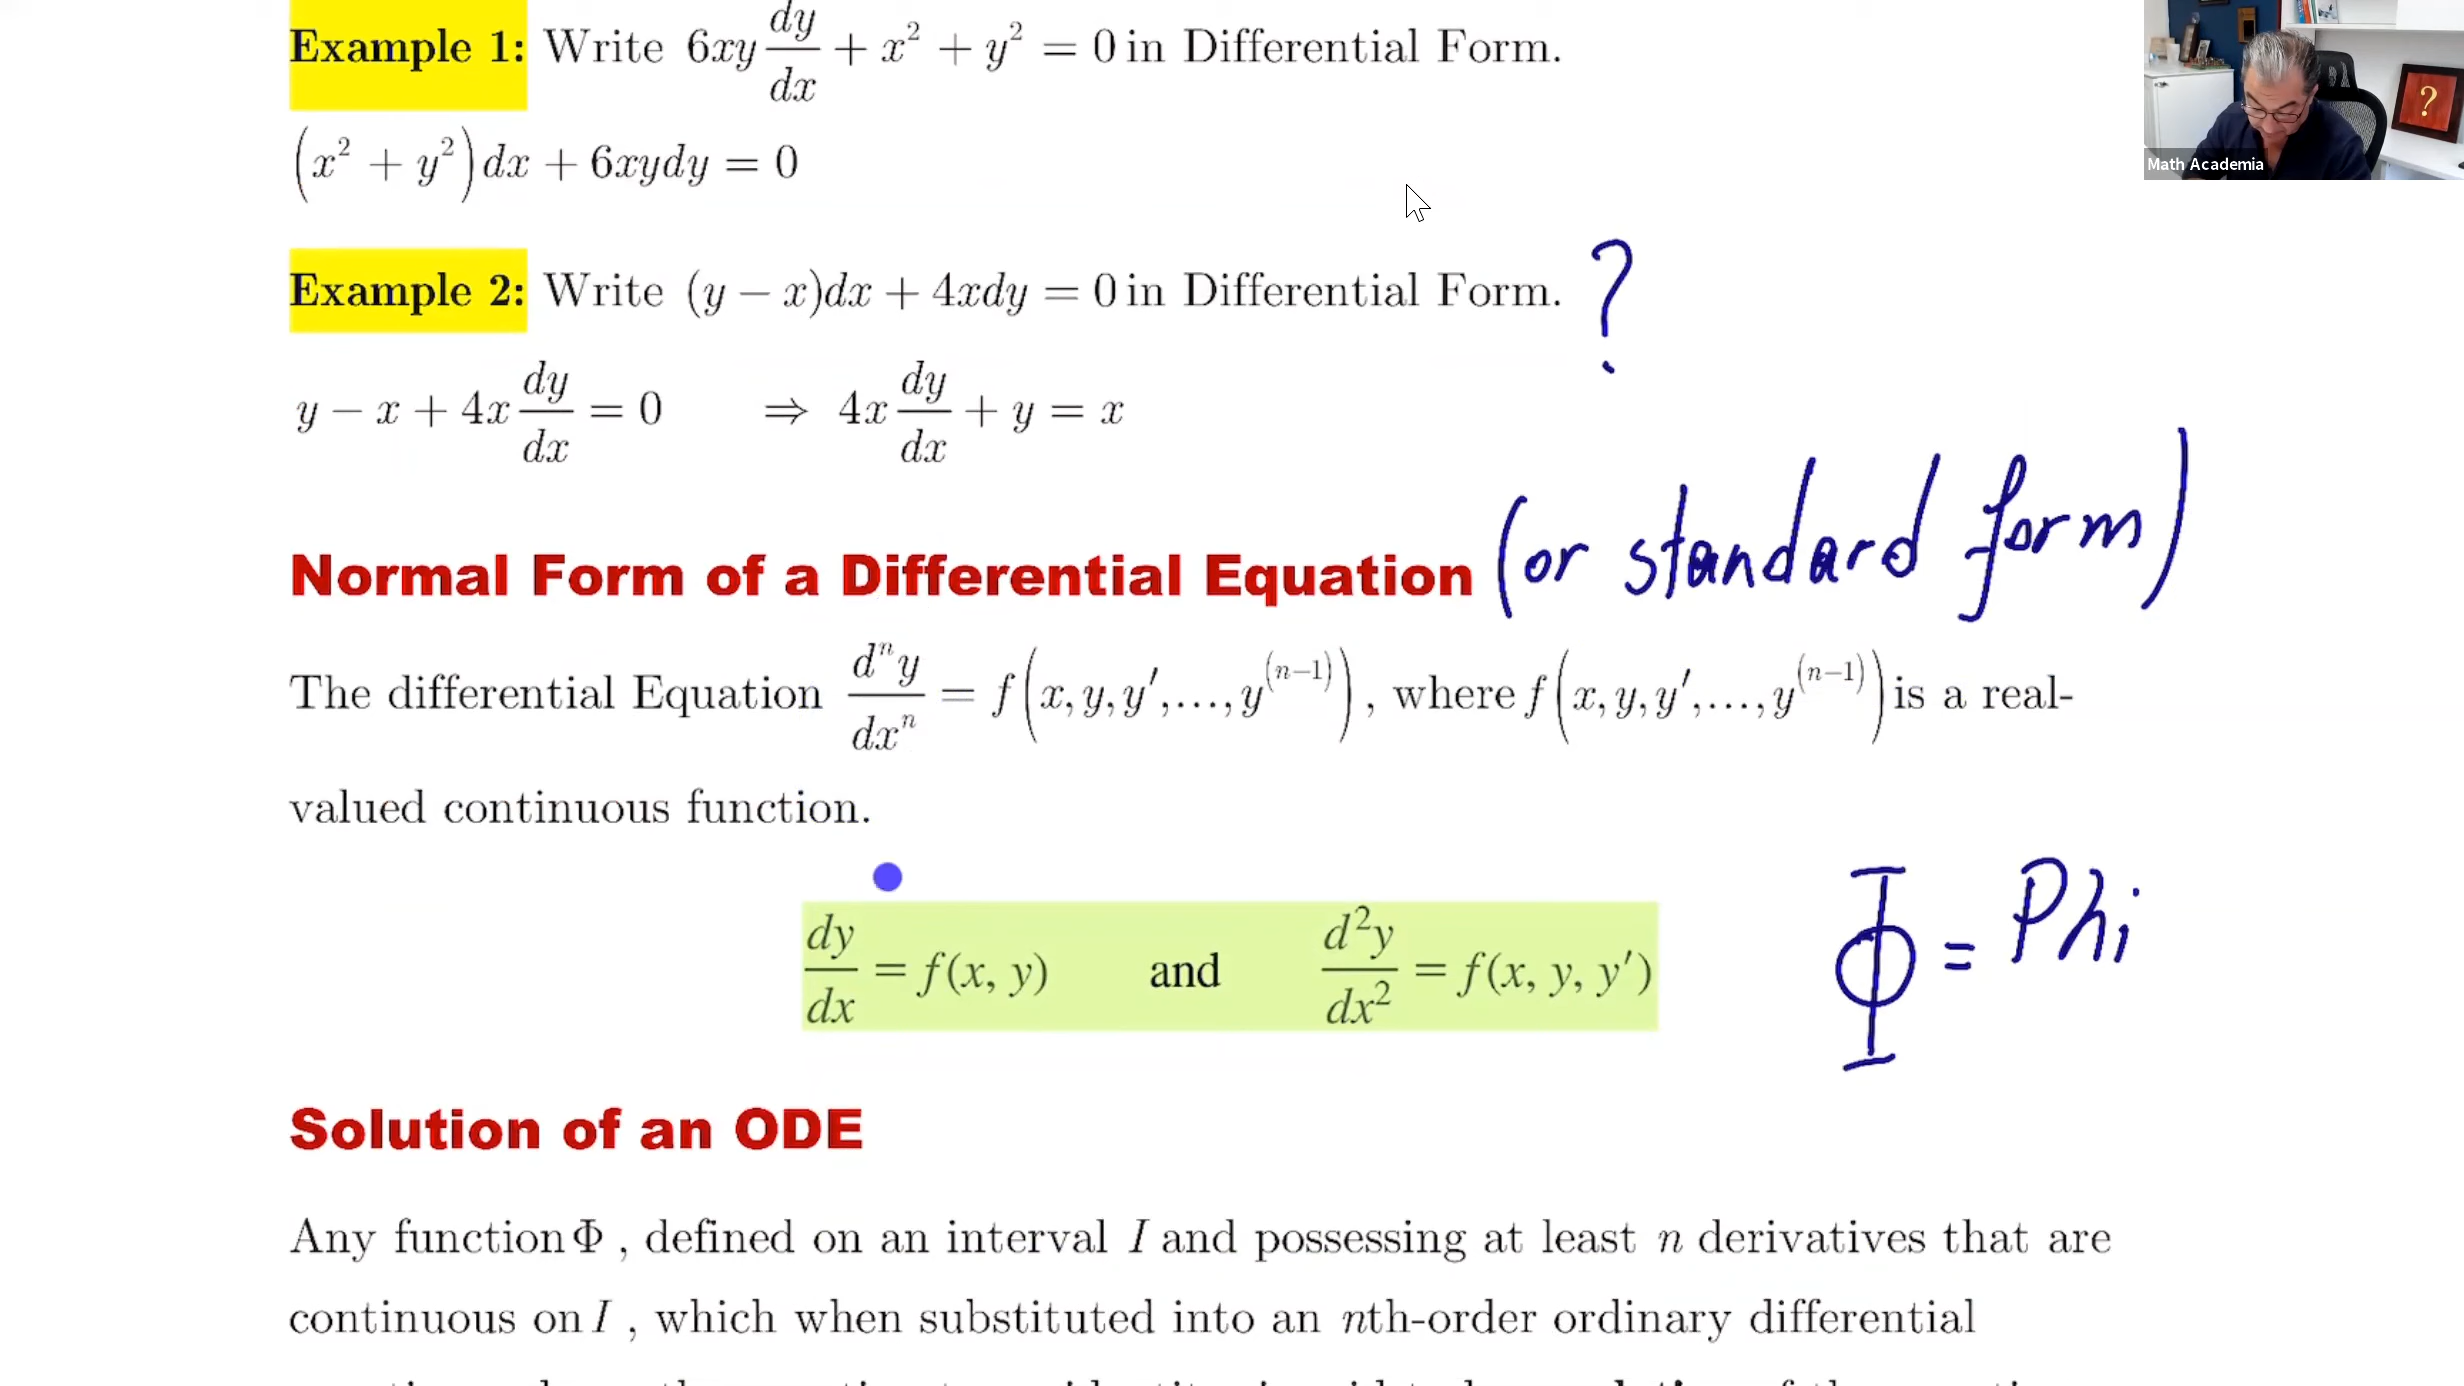 Example 1: Write 6xy dy/dx + x² + y² = 0 in Differential Form.
(x² + y²)dx + 6xydy = 0
Example 2: Write (y − x)dx + 4xdy = 0 in Differential Form. ?
y − x + 4x dy/dx = 0 ⇒ 4x dy/dx + y = x
Normal Form of a Differential Equation (or standard form)
The differential Equation dⁿy/dxⁿ = f(x, y, y′, ..., y⁽ⁿ⁻¹⁾), where f(x, y, y′, ..., y⁽ⁿ⁻¹⁾) is a real-
valued continuous function.
dy/dx = f(x, y) and d²y/dx² = f(x, y, y′)
Φ = Phi
Solution of an ODE
Any function Φ , defined on an interval I and possessing at least n derivatives that are
continuous on I , which when substituted into an nth-order ordinary differential
?
Math Academia